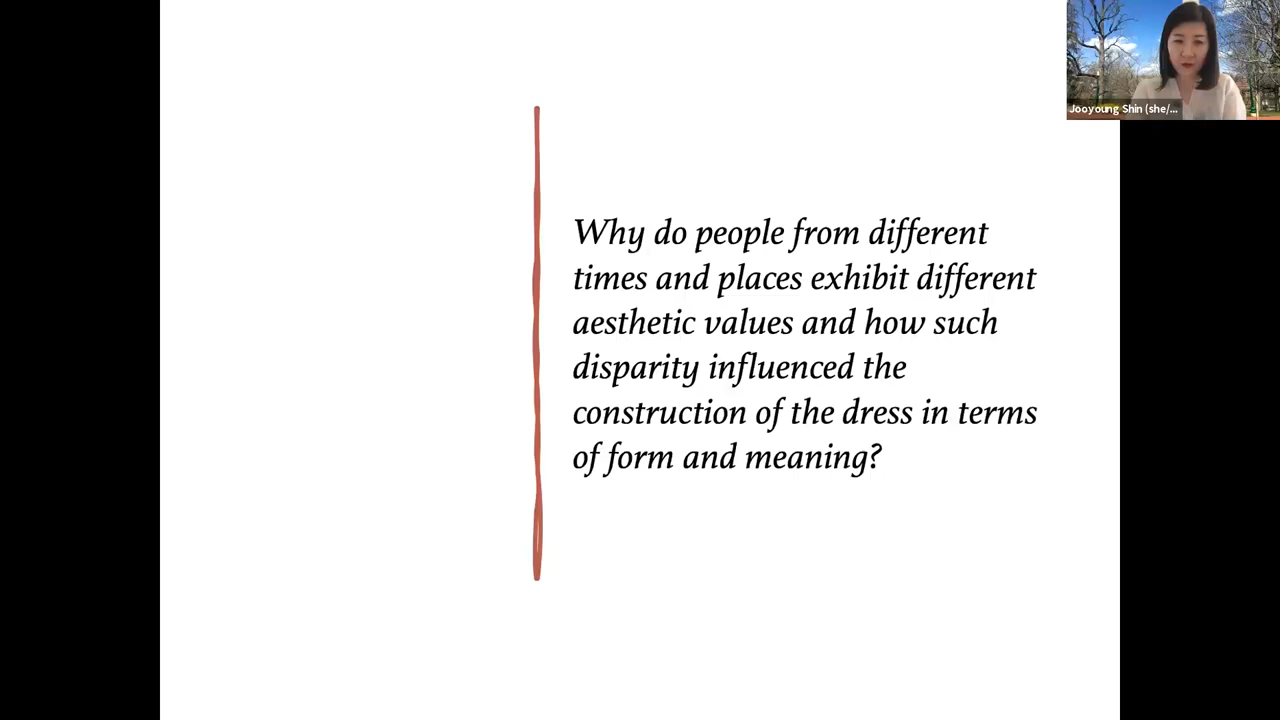 Jooyoung Shin (she/...
Why do people from different
times and places exhibit different
aesthetic values and how such
disparity influenced the
construction of the dress in terms
of form and meaning?